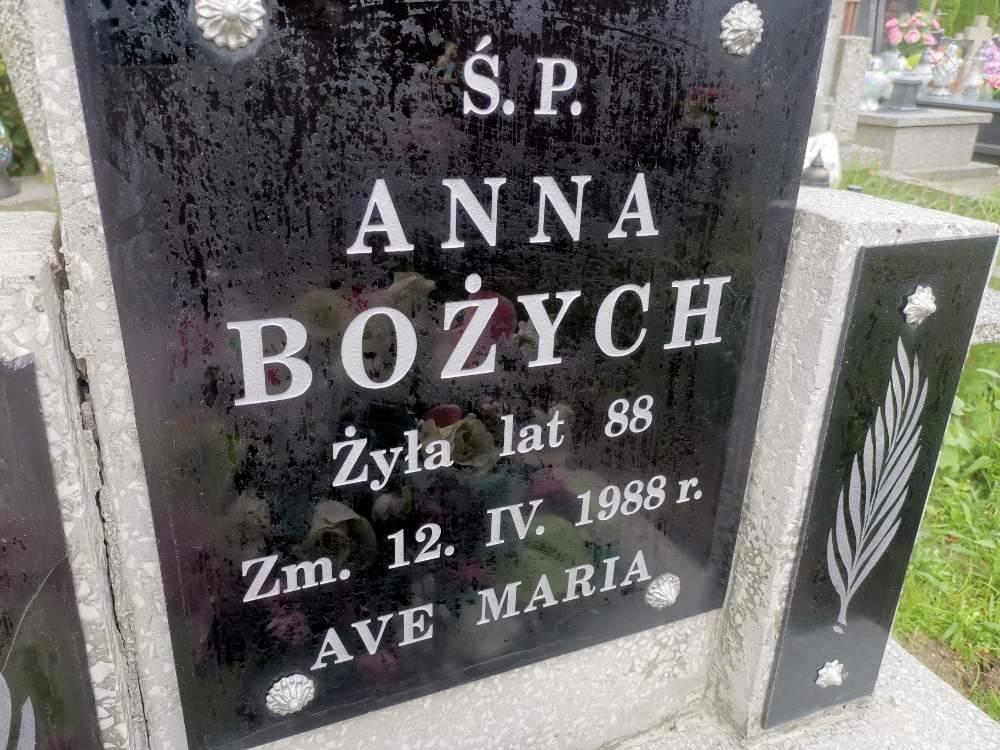 Ś. P.
ANNA
BOŻYCH
Żyła lat 88
Zm. 12. IV. 1988 r.
AVE MARIA